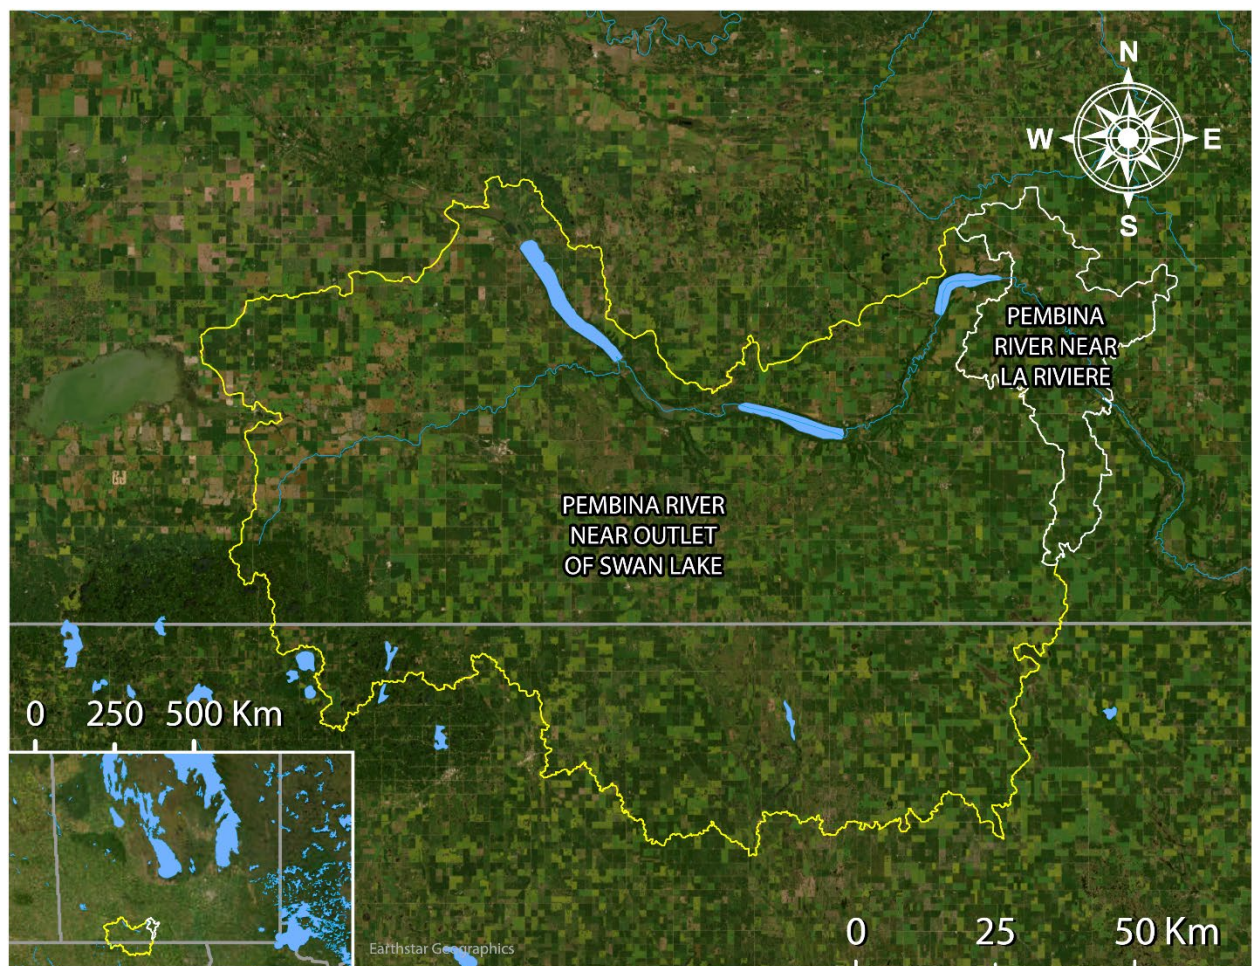 N
W E
S
PEMBINA
RIVER NEAR
LA RIVIERE
PEMBINA RIVER
NEAR OUTLET
OF SWAN LAKE
0 250 500 Km
Earthstar Geographics
0 25 50 Km